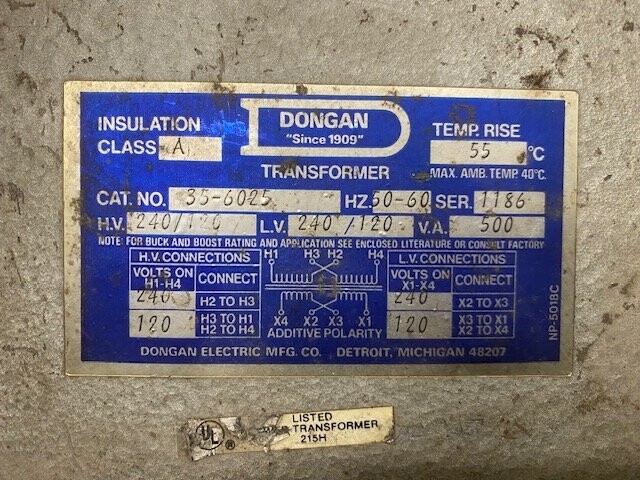 INSULATION
CLASS A
DONGAN
"Since 1909"
TRANSFORMER
TEMP. RISE
55 °C
MAX. AMB. TEMP. 40°C.
CAT. NO. 35-6025 HZ. 50-60 SER. 1186
H.V. 240/120 L.V. 240/120 V.A. 500
NOTE: FOR BUCK AND BOOST RATING AND APPLICATION SEE ENCLOSED LITERATURE OR CONSULT FACTORY
H.V. CONNECTIONS
VOLTS ON H1-H4 CONNECT
240 H2 TO H3
120 H3 TO H1
H2 TO H4
H1 H3 H2 H4
X4 X2 X3 X1
ADDITIVE POLARITY
L.V. CONNECTIONS
VOLTS ON X1-X4 CONNECT
240 X2 TO X3
120 X3 TO X1
X2 TO X4
DONGAN ELECTRIC MFG. CO. DETROIT, MICHIGAN 48207
NP-5018C
UL ®
LISTED
TRANSFORMER
215H